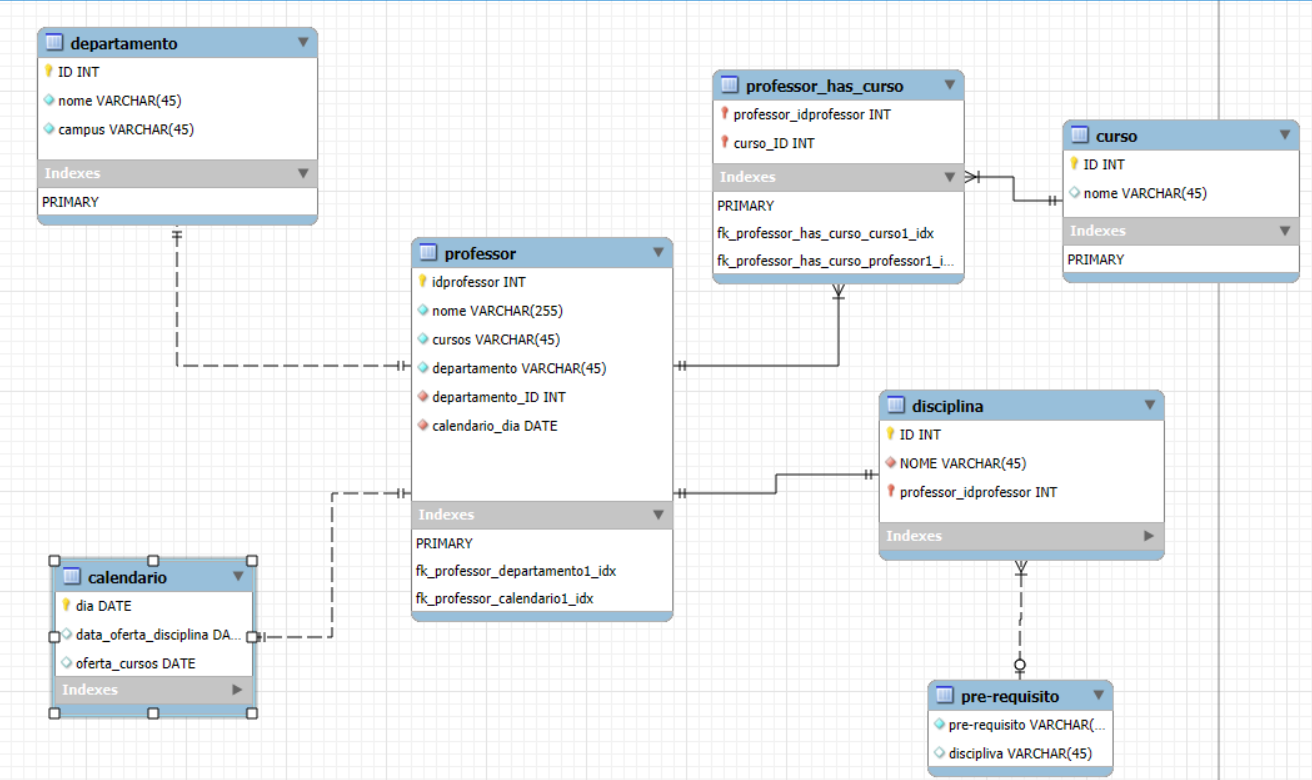 departamento
ID INT
nome VARCHAR(45)
campus VARCHAR(45)
Indexes
PRIMARY
professor_has_curso
professor_idprofessor INT
curso_ID INT
Indexes
PRIMARY
fk_professor_has_curso_curso1_idx
fk_professor_has_curso_professor1_i...
curso
ID INT
nome VARCHAR(45)
Indexes
PRIMARY
professor
idprofessor INT
nome VARCHAR(255)
cursos VARCHAR(45)
departamento VARCHAR(45)
departamento_ID INT
calendario_dia DATE
Indexes
PRIMARY
fk_professor_departamento1_idx
fk_professor_calendario1_idx
disciplina
ID INT
NOME VARCHAR(45)
professor_idprofessor INT
Indexes
calendario
dia DATE
data_oferta_disciplina DA...
oferta_cursos DATE
Indexes
pre-requisito
pre-requisito VARCHAR(...
discipliva VARCHAR(45)